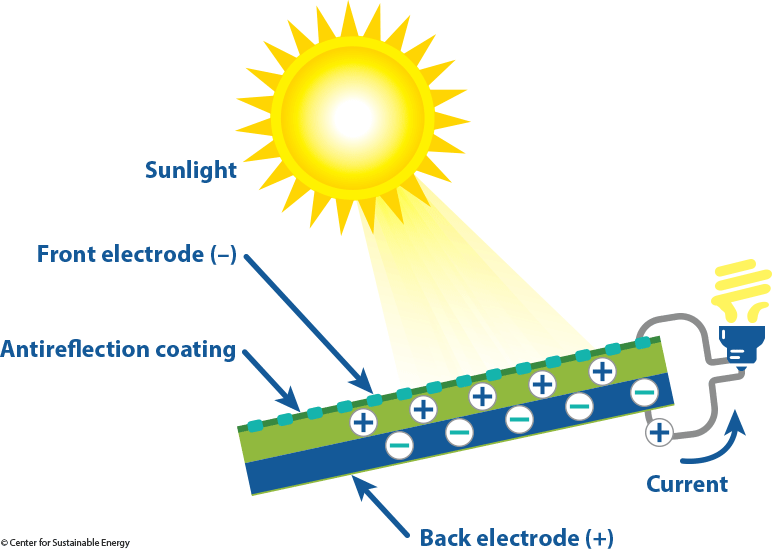 Sunlight
Front electrode (–)
Antireflection coating
Current
Back electrode (+)
© Center for Sustainable Energy